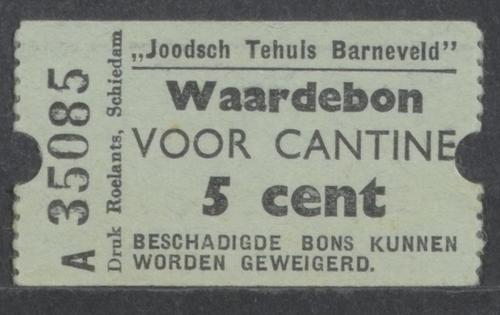 „Joodsch Tehuis Barneveld”
Waardebon
VOOR CANTINE
5 cent
BESCHADIGDE BONS KUNNEN
WORDEN GEWEIGERD.
Druk Roelants, Schiedam
A 35085